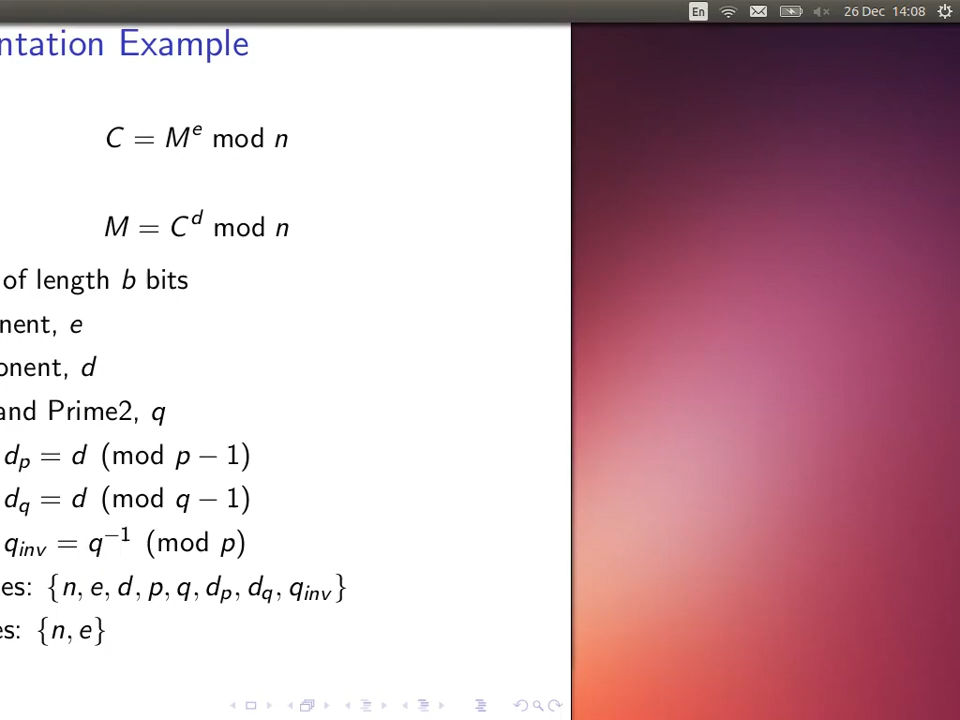 En 26 Dec 14:08
ntation Example
C = M^e mod n
M = C^d mod n
of length b bits
nent, e
onent, d
and Prime2, q
d_p = d (mod p − 1)
d_q = d (mod q − 1)
q_inv = q^−1 (mod p)
es: {n, e, d, p, q, d_p, d_q, q_inv}
es: {n, e}